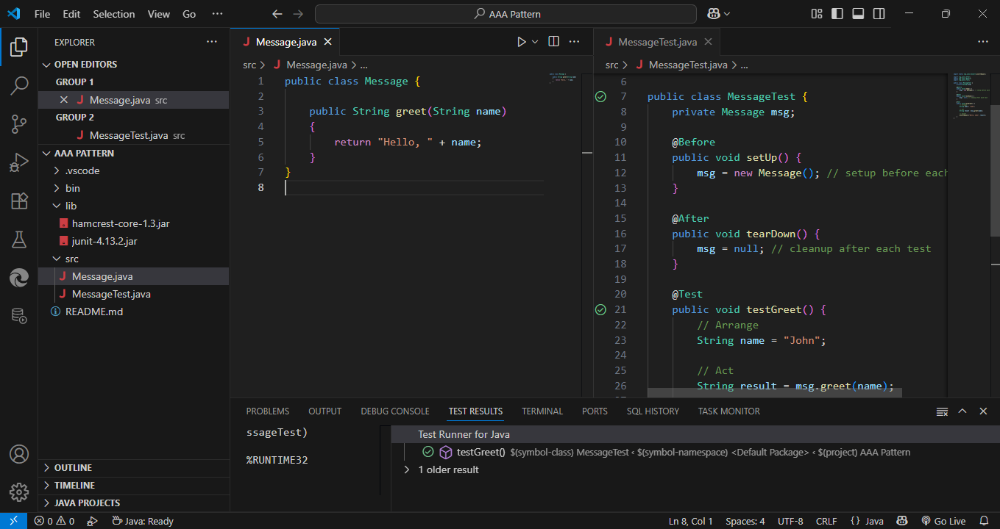 File Edit Selection View Go ··· AAA Pattern
EXPLORER ···
OPEN EDITORS
GROUP 1
Message.java src
GROUP 2
MessageTest.java src
AAA PATTERN
.vscode
bin
lib
hamcrest-core-1.3.jar
junit-4.13.2.jar
src
Message.java
MessageTest.java
README.md
OUTLINE
TIMELINE
JAVA PROJECTS
Message.java
src > Message.java > ...
1 public class Message {
2
3 public String greet(String name)
4 {
5 return "Hello, " + name;
6 }
7 }
8
MessageTest.java
src > MessageTest.java > ...
6
7 public class MessageTest {
8 private Message msg;
9
10 @Before
11 public void setUp() {
12 msg = new Message(); // setup before each
13 }
14
15 @After
16 public void tearDown() {
17 msg = null; // cleanup after each test
18 }
19
20 @Test
21 public void testGreet() {
22 // Arrange
23 String name = "John";
24
25 // Act
26 String result = msg.greet(name);
PROBLEMS OUTPUT DEBUG CONSOLE TEST RESULTS TERMINAL PORTS SQL HISTORY TASK MONITOR
ssageTest)
%RUNTIME32
Test Runner for Java
testGreet() $(symbol-class) MessageTest ‹ $(symbol-namespace) <Default Package> ‹ $(project) AAA Pattern
1 older result
0 0 Java: Ready Ln 8, Col 1 Spaces: 4 UTF-8 CRLF {} Java Go Live